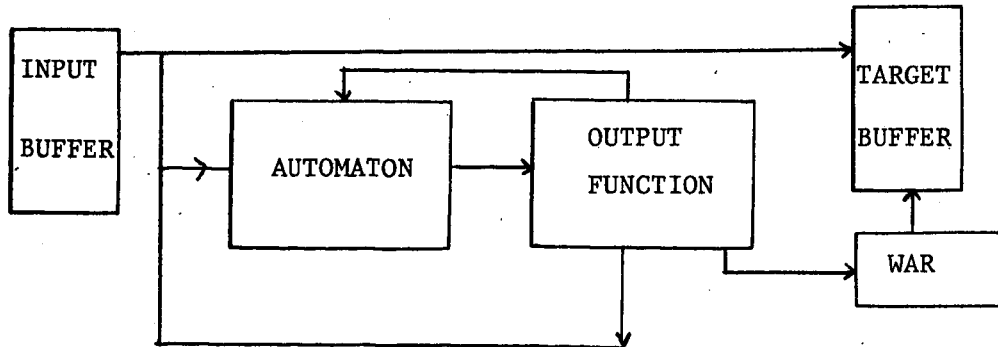 INPUT
BUFFER
AUTOMATON
OUTPUT
FUNCTION
TARGET
BUFFER
WAR